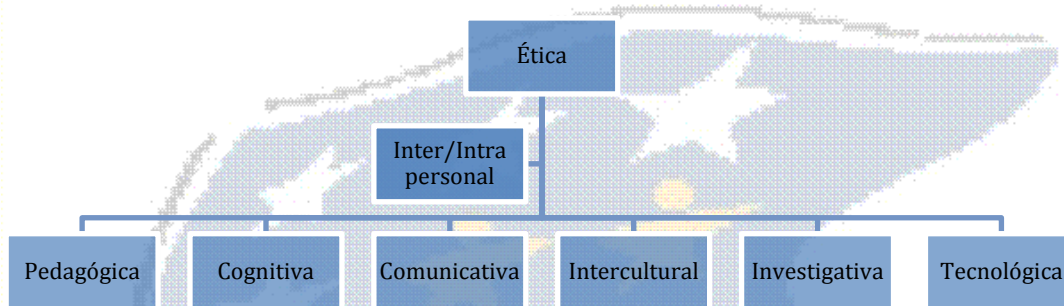 Ética
Inter/Intra
personal
Pedagógica
Cognitiva
Comunicativa
Intercultural
Investigativa
Tecnológica